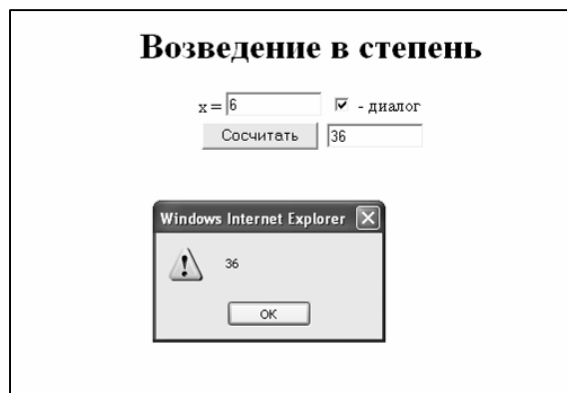 Возведение в степень
x = 6 - диалог
Сосчитать 36
Windows Internet Explorer
36
OK